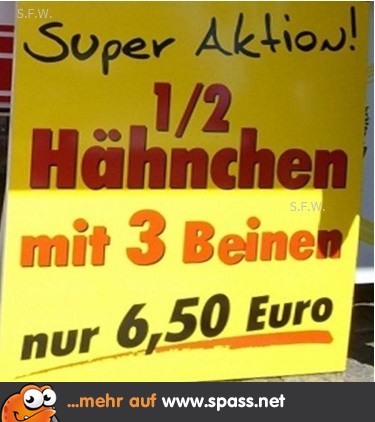 S.F.W.
Super Aktion!
1/2
Hähnchen
S.F.W.
mit 3 Beinen
nur 6,50 Euro
...mehr auf www.spass.net